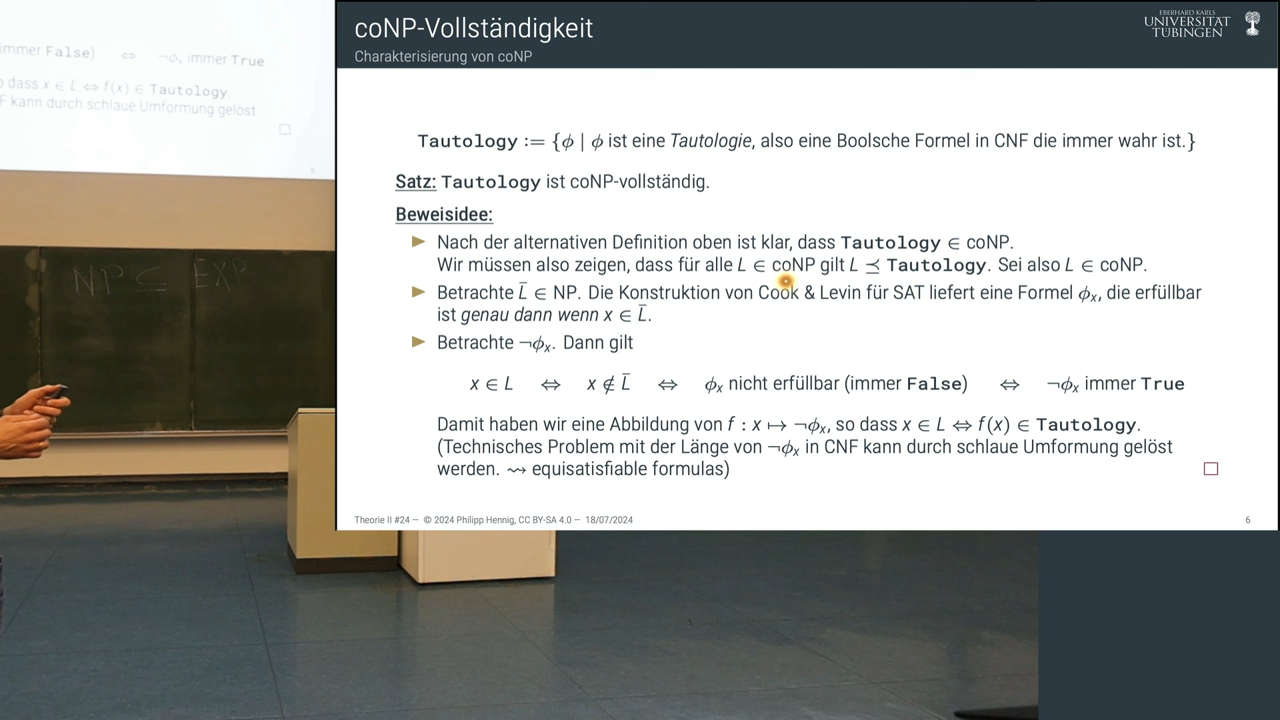 immer False) ⇔ ¬ϕₓ immer True
dass x ∈ L ⇔ f(x) ∈ Tautology.
F kann durch schlaue Umformung gelöst
NP ⊆ EXP
coNP-Vollständigkeit
Charakterisierung von coNP
EBERHARD KARLS
UNIVERSITÄT
TÜBINGEN
Tautology := {ϕ | ϕ ist eine Tautologie, also eine Boolsche Formel in CNF die immer wahr ist.}
Satz: Tautology ist coNP-vollständig.
Beweisidee:
▶ Nach der alternativen Definition oben ist klar, dass Tautology ∈ coNP.
Wir müssen also zeigen, dass für alle L ∈ coNP gilt L ⪯ Tautology. Sei also L ∈ coNP.
▶ Betrachte L̄ ∈ NP. Die Konstruktion von Cook & Levin für SAT liefert eine Formel ϕₓ, die erfüllbar
ist genau dann wenn x ∈ L̄.
▶ Betrachte ¬ϕₓ. Dann gilt
x ∈ L ⇔ x ∉ L̄ ⇔ ϕₓ nicht erfüllbar (immer False) ⇔ ¬ϕₓ immer True
Damit haben wir eine Abbildung von f : x ↦ ¬ϕₓ, so dass x ∈ L ⇔ f(x) ∈ Tautology.
(Technisches Problem mit der Länge von ¬ϕₓ in CNF kann durch schlaue Umformung gelöst
werden. ⇝ equisatisfiable formulas)
□
Theorie II #24 — © 2024 Philipp Hennig, CC BY-SA 4.0 — 18/07/2024
6